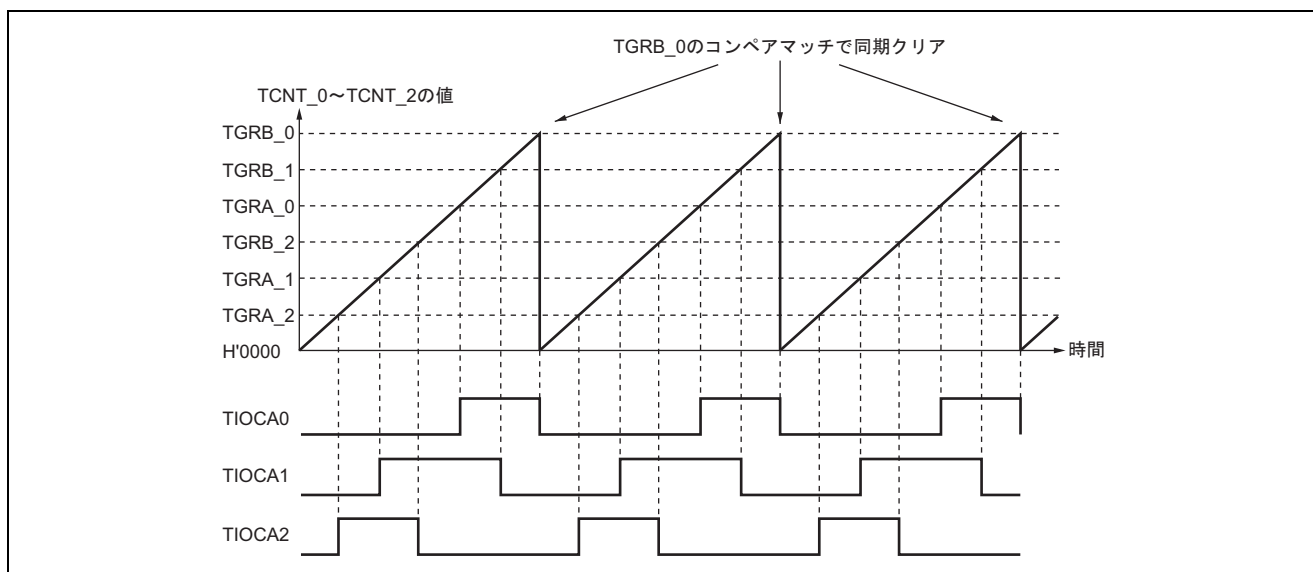 TGRB_0のコンペアマッチで同期クリア
TCNT_0～TCNT_2の値
TGRB_0
TGRB_1
TGRA_0
TGRB_2
TGRA_1
TGRA_2
H'0000
時間
TIOCA0
TIOCA1
TIOCA2